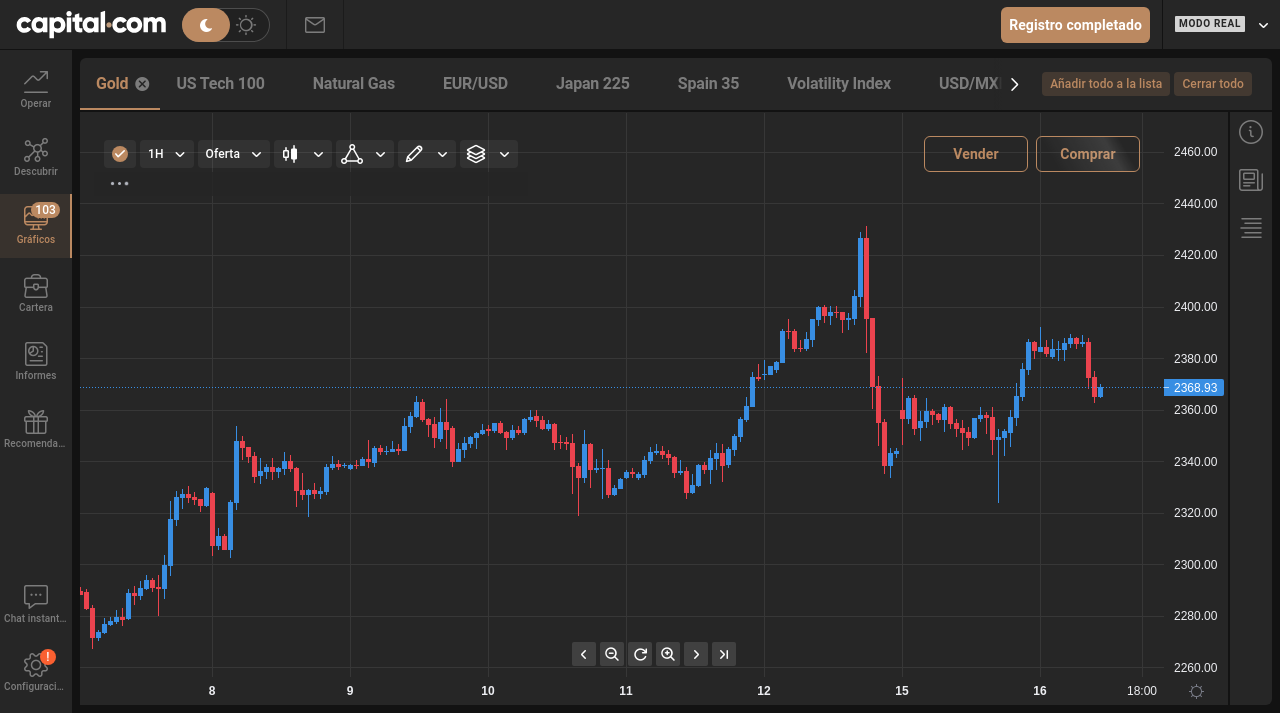 capital.com
Registro completado
MODO REAL
Operar
Descubrir
103
Gráficos
Cartera
Informes
Recomenda...
Chat instant...
!
Configuraci...
Gold
US Tech 100
Natural Gas
EUR/USD
Japan 225
Spain 35
Volatility Index
USD/MX
Añadir todo a la lista
Cerrar todo
1H
Oferta
Vender
Comprar
2460.00
2440.00
2420.00
2400.00
2380.00
2368.93
2360.00
2340.00
2320.00
2300.00
2280.00
2260.00
8
9
10
11
12
15
16
18:00